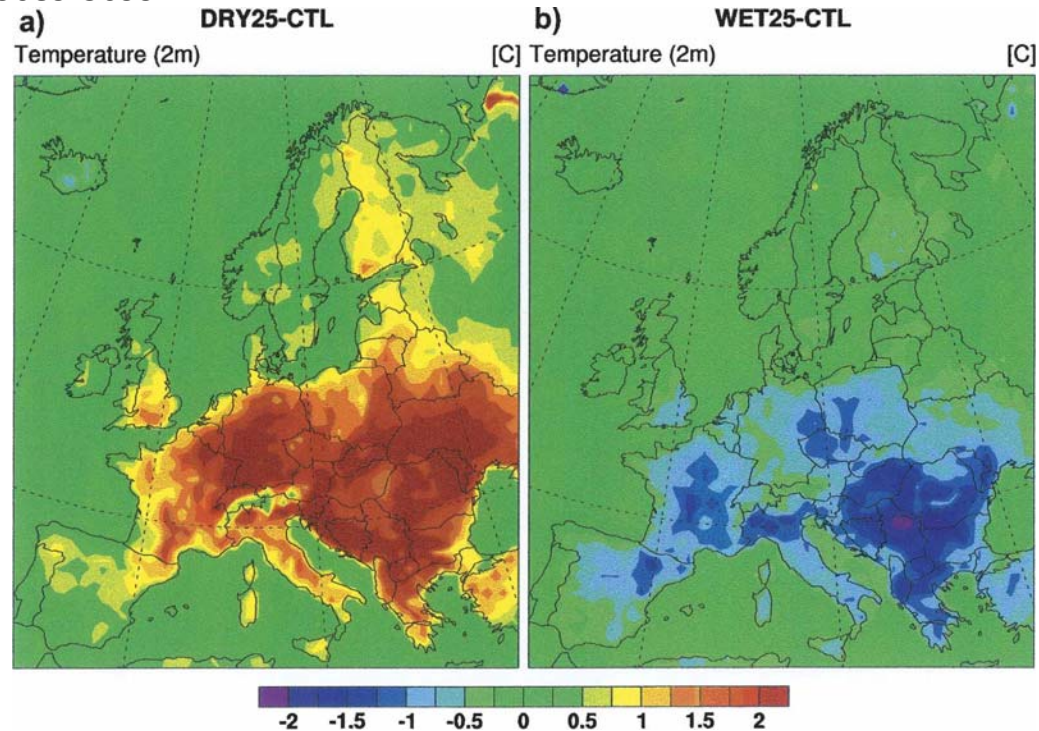 a)
DRY25-CTL
Temperature (2m)
[C]
b)
WET25-CTL
Temperature (2m)
[C]
-2 -1.5 -1 -0.5 0 0.5 1 1.5 2